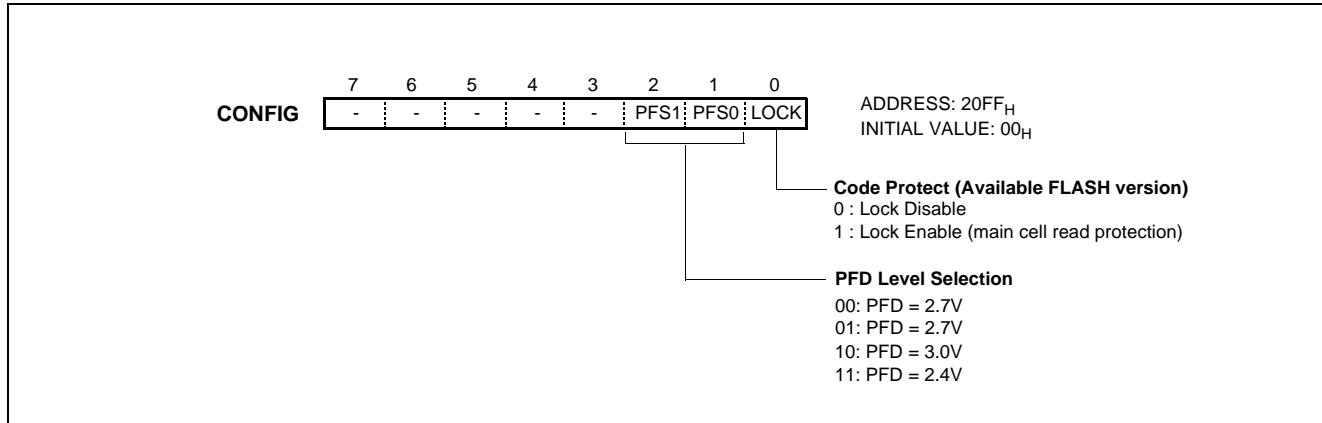 7 6 5 4 3 2 1 0
CONFIG - - - - - PFS1 PFS0 LOCK
ADDRESS: 20FFH
INITIAL VALUE: 00H
Code Protect (Available FLASH version)
0 : Lock Disable
1 : Lock Enable (main cell read protection)
PFD Level Selection
00: PFD = 2.7V
01: PFD = 2.7V
10: PFD = 3.0V
11: PFD = 2.4V